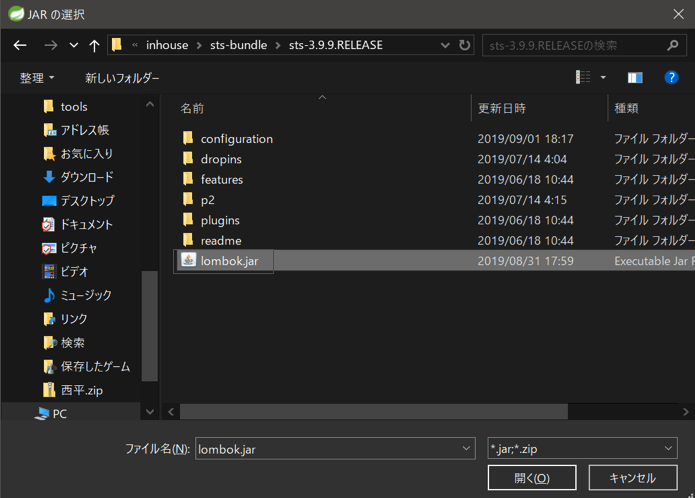 JAR の選択
« inhouse › sts-bundle › sts-3.9.9.RELEASE
sts-3.9.9.RELEASEの検索
整理
新しいフォルダー
tools
アドレス帳
お気に入り
ダウンロード
デスクトップ
ドキュメント
ピクチャ
ビデオ
ミュージック
リンク
検索
保存したゲーム
西平.zip
PC
名前 更新日時 種類
configuration 2019/09/01 18:17 ファイル フォルダー
dropins 2019/07/14 4:04 ファイル フォルダー
features 2019/06/18 10:44 ファイル フォルダー
p2 2019/07/14 4:15 ファイル フォルダー
plugins 2019/06/18 10:44 ファイル フォルダー
readme 2019/06/18 10:44 ファイル フォルダー
lombok.jar 2019/08/31 17:59 Executable Jar F
ファイル名(N): lombok.jar
*.jar;*.zip
開く(O)
キャンセル